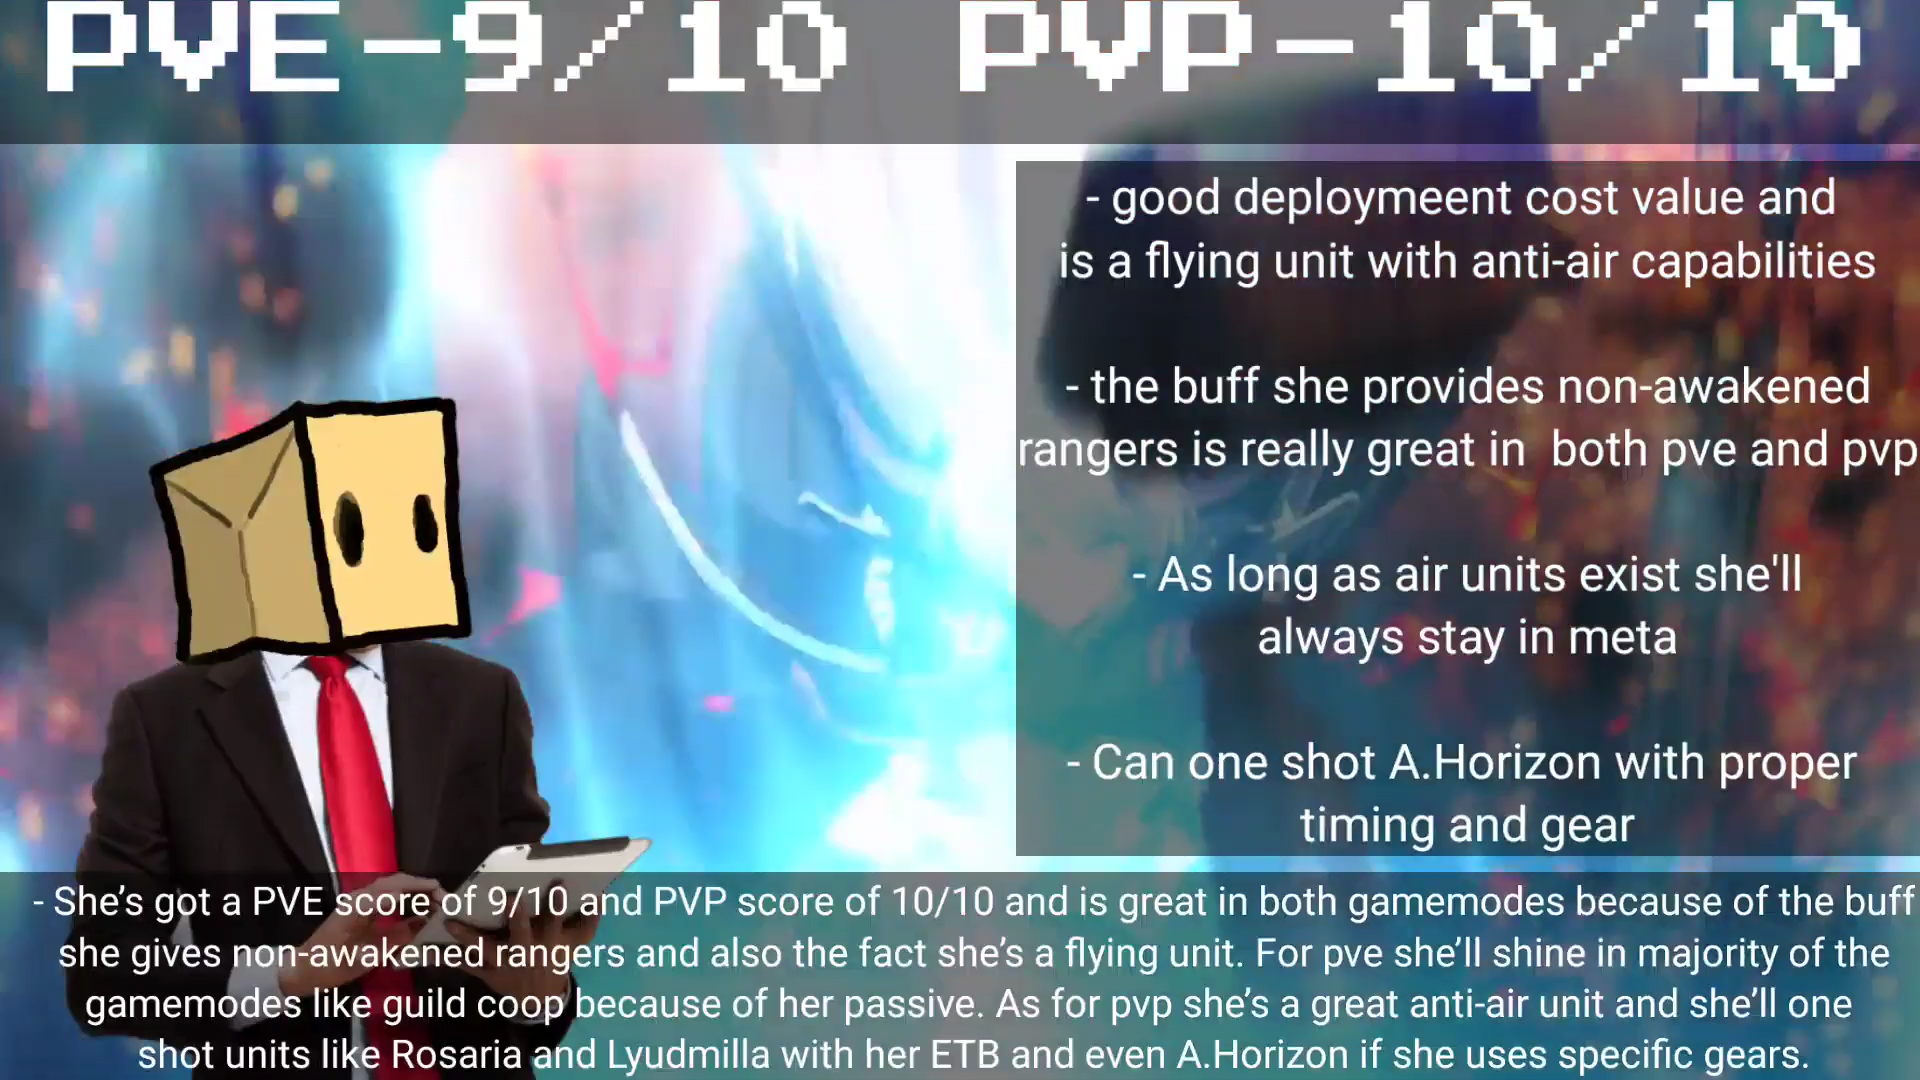 PVE-9/10 PVP-10/10
- good deploymeent cost value and
is a flying unit with anti-air capabilities
- the buff she provides non-awakened
rangers is really great in both pve and pvp
- As long as air units exist she'll
always stay in meta
- Can one shot A.Horizon with proper
timing and gear
- She’s got a PVE score of 9/10 and PVP score of 10/10 and is great in both gamemodes because of the buff
she gives non-awakened rangers and also the fact she’s a flying unit. For pve she’ll shine in majority of the
gamemodes like guild coop because of her passive. As for pvp she’s a great anti-air unit and she’ll one
shot units like Rosaria and Lyudmilla with her ETB and even A.Horizon if she uses specific gears.